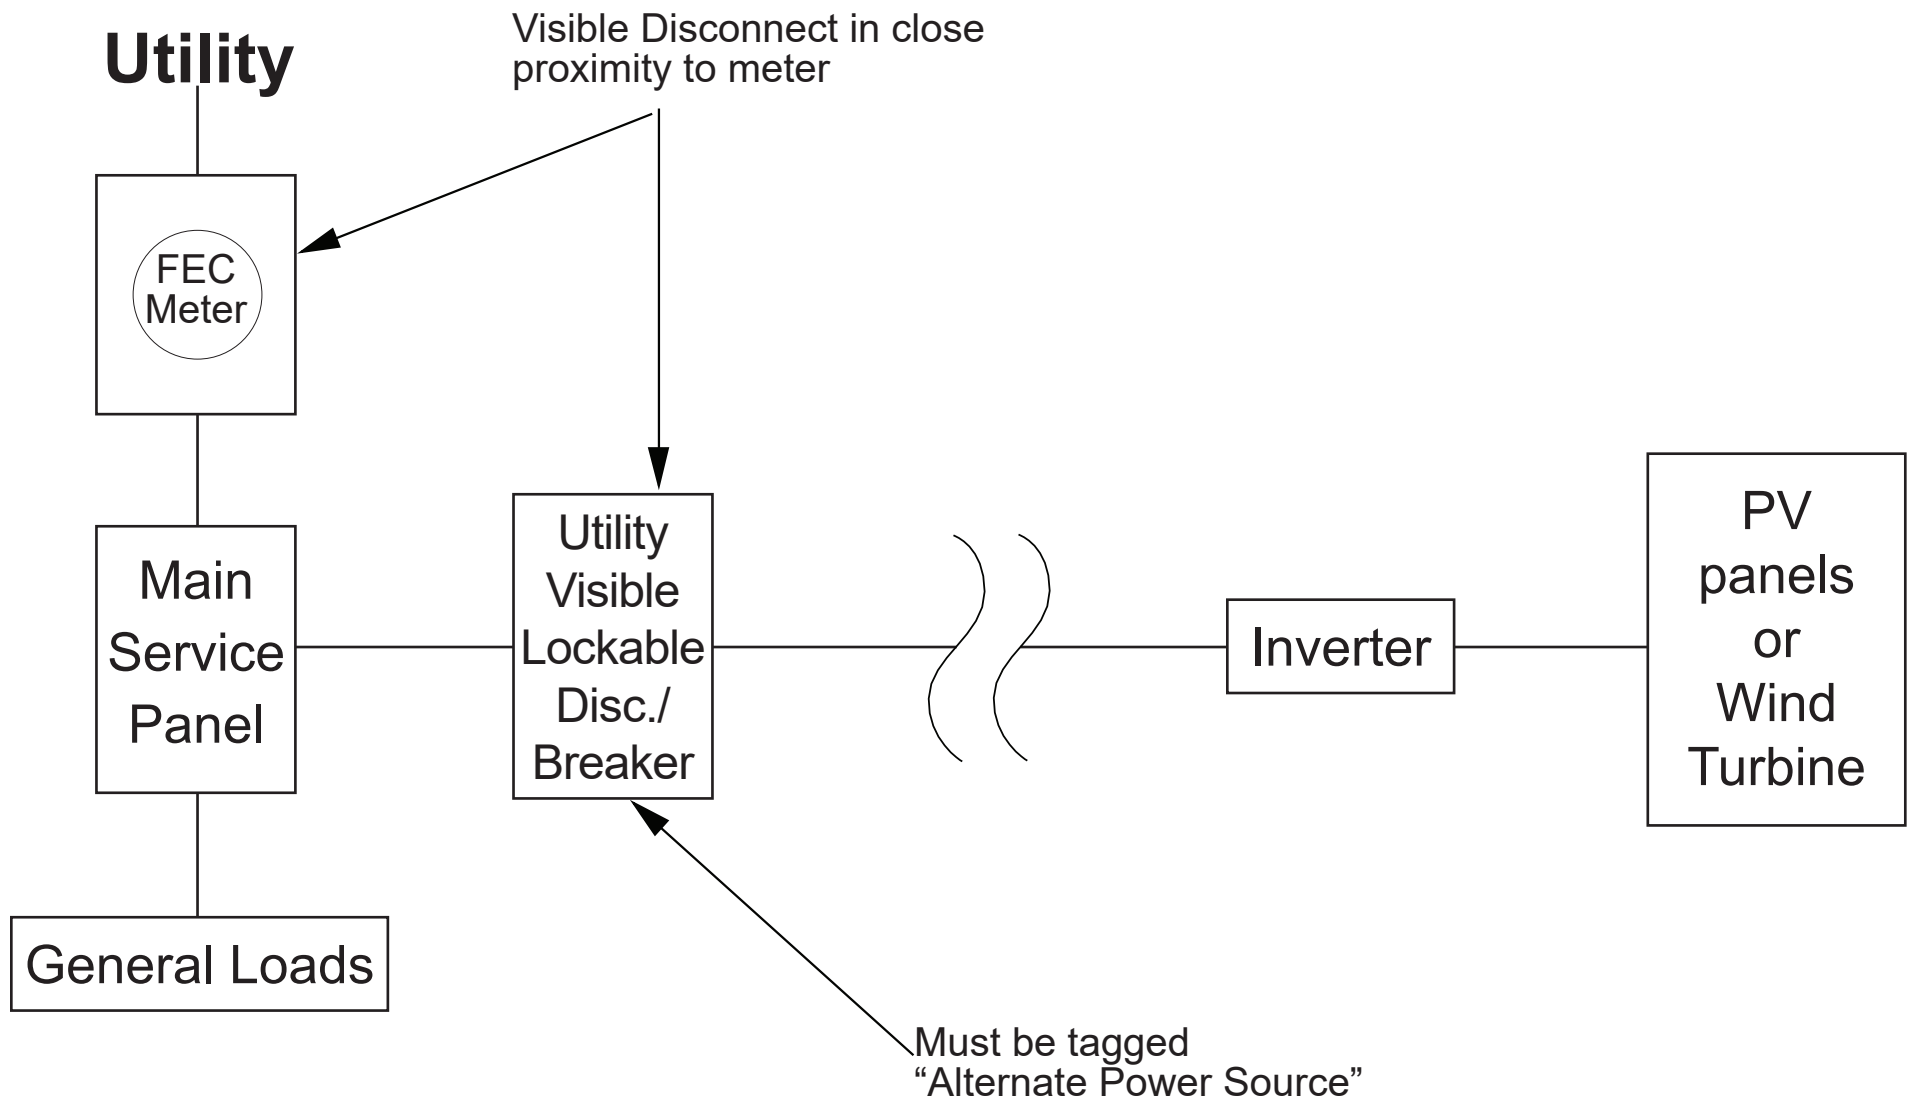 Utility
Visible Disconnect in close
proximity to meter
FEC
Meter
Main
Service
Panel
Utility
Visible
Lockable
Disc./
Breaker
Inverter
PV
panels
or
Wind
Turbine
General Loads
Must be tagged
“Alternate Power Source”